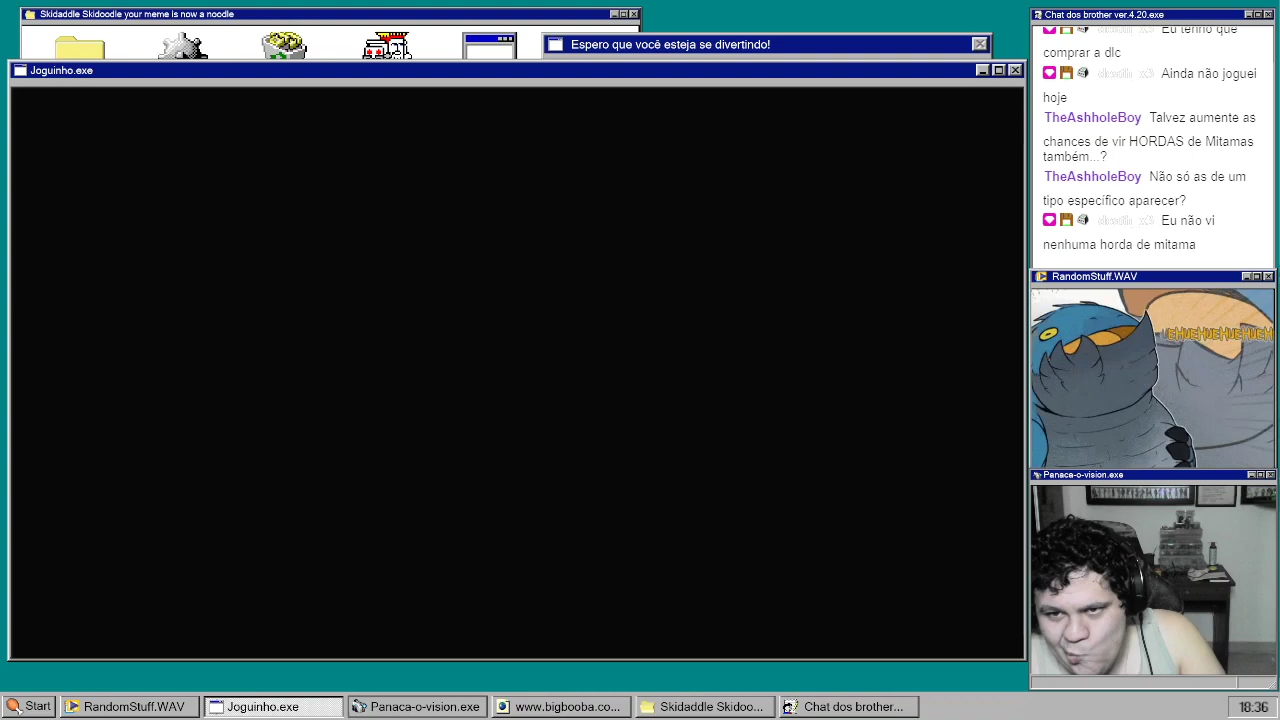 Skidaddle Skidoodle your meme is now a noodle
Espero que você esteja se divertindo!
Joguinho.exe
Chat dos brother ver.4.20.exe
Eu tenho que
comprar a dlc
Ainda não joguei
hoje
TheAshholeBoy Talvez aumente as
chances de vir HORDAS de Mitamas
também...?
TheAshholeBoy Não só as de um
tipo específico aparecer?
Eu não vi
nenhuma horda de mitama
RandomStuff.WAV
EHUEHUEHUEHUEH
Panaca-o-vision.exe
Start
RandomStuff.WAV
Joguinho.exe
Panaca-o-vision.exe
www.bigbooba.co...
Skidaddle Skidoo...
Chat dos brother...
18:36